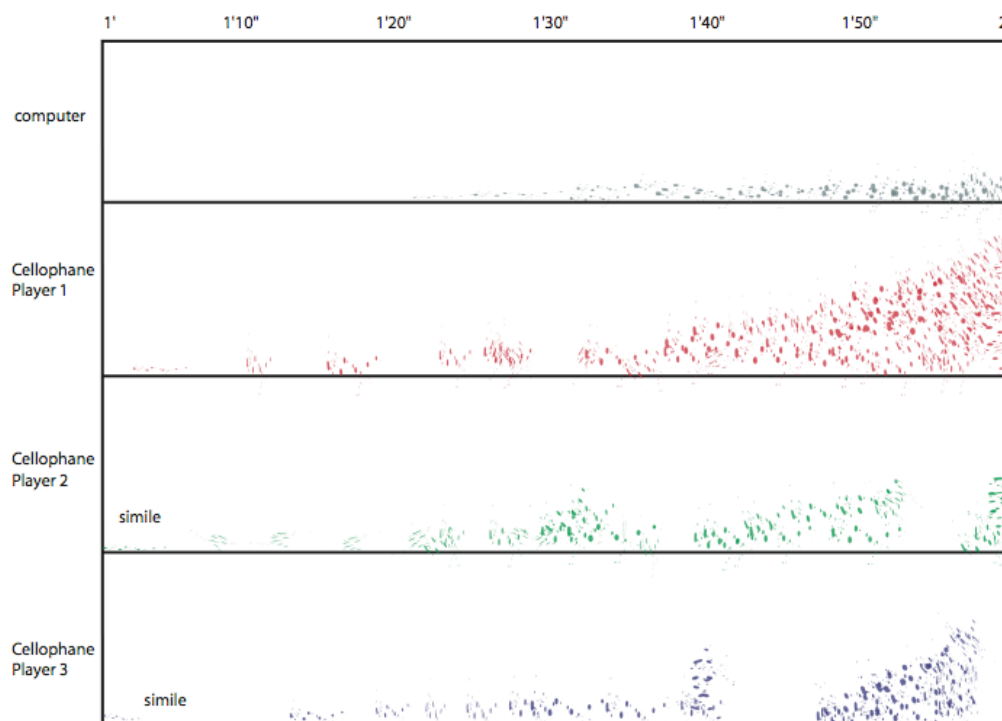 1' 1'10" 1'20" 1'30" 1'40" 1'50" 2
computer
Cellophane
Player 1
Cellophane
Player 2
simile
Cellophane
Player 3
simile